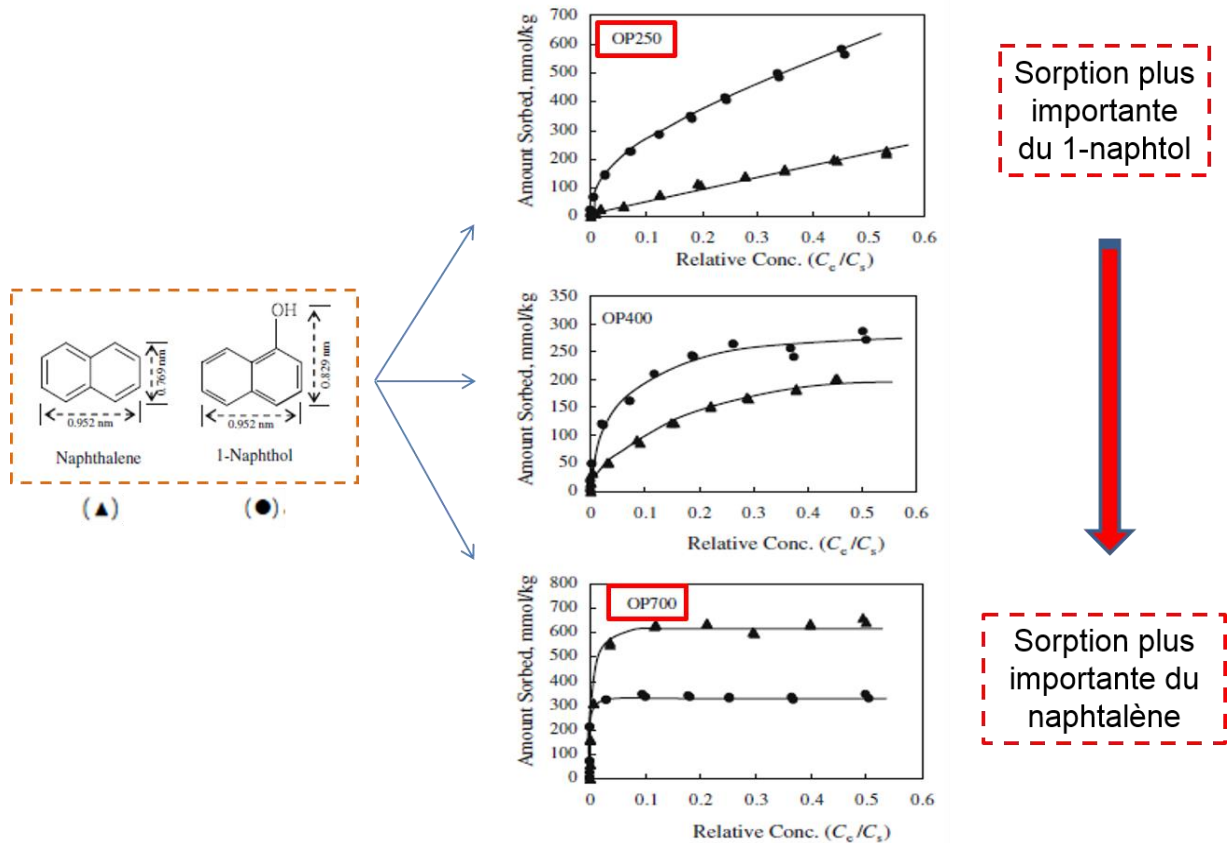 OH
0.769 nm
0.829 nm
0.952 nm
0.952 nm
Naphthalene
1-Naphthol
(▲)
(●).
700
600
500
400
300
200
100
0
Amount Sorbed, mmol/kg
OP250
0 0.1 0.2 0.3 0.4 0.5 0.6
Relative Conc. (Ce/Cs)
350
300
250
200
150
100
50
0
Amount Sorbed, mmol/kg
OP400
0 0.1 0.2 0.3 0.4 0.5 0.6
Relative Conc. (Ce/Cs)
800
700
600
500
400
300
200
100
0
Amount Sorbed, mmol/kg
OP700
0 0.1 0.2 0.3 0.4 0.5 0.6
Relative Conc. (Ce/Cs)
Sorption plus
importante
du 1-naphtol
Sorption plus
importante du
naphtalène